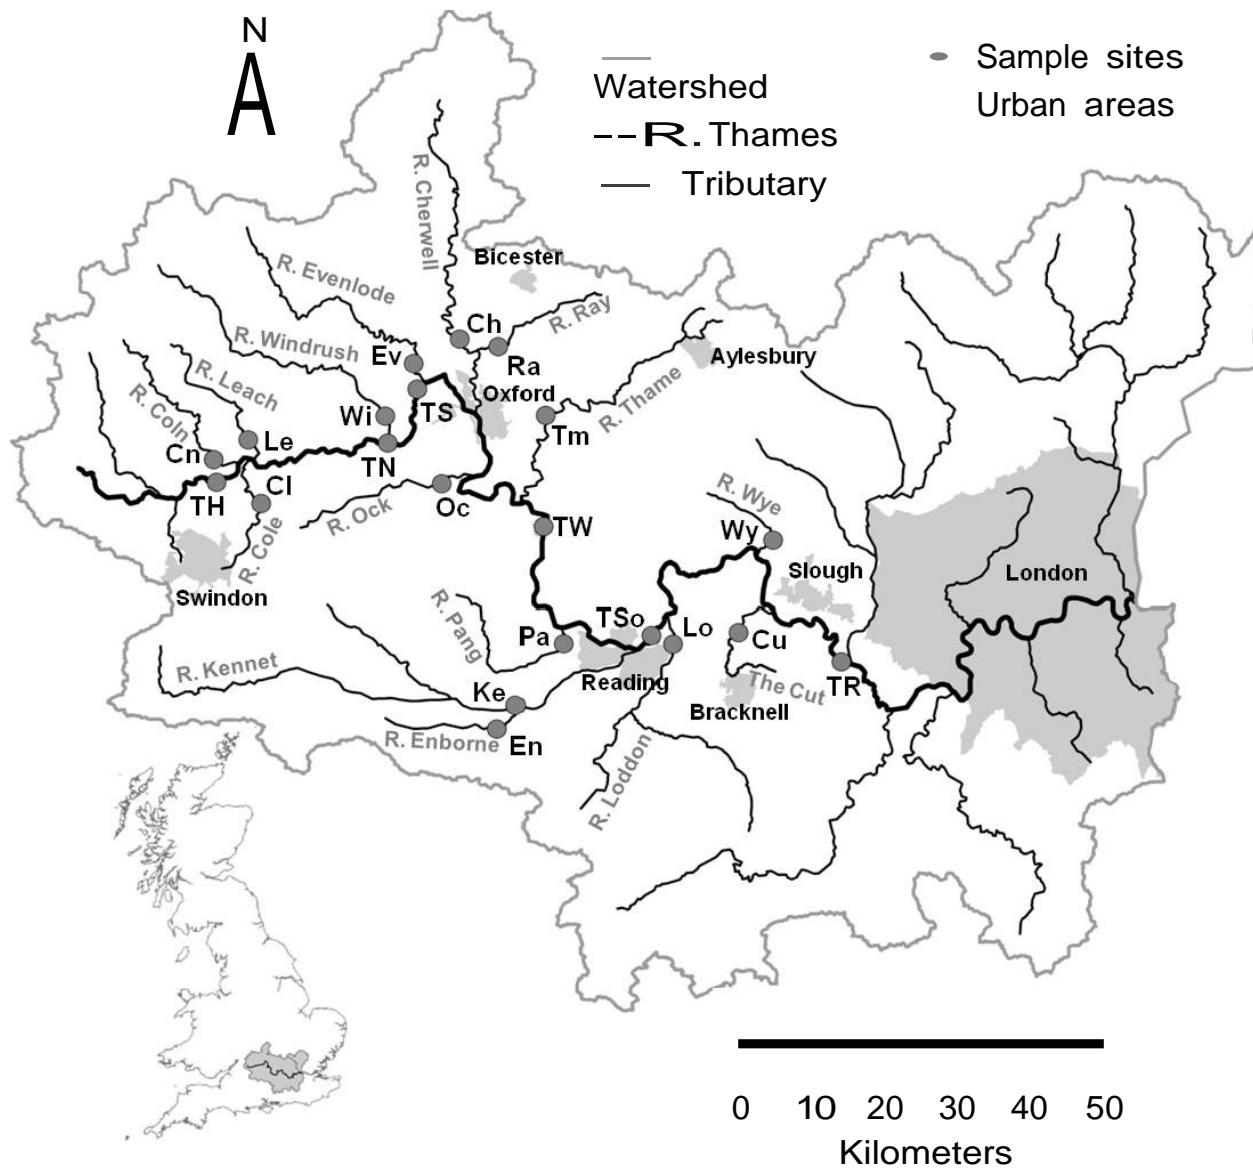 N
Watershed
R. Thames
Tributary
Sample sites
Urban areas
R. Cherwell
Bicester
R. Evenlode
R. Ray
R. Windrush
Ch
Ev
Ra
Aylesbury
R. Leach
Oxford
R. Thame
R. Coln
TS
Wi
Tm
Le
Cn
TN
TH
Cl
Oc
R. Wye
R. Ock
TW
Wy
R. Cole
Slough
London
Swindon
R. Pang
TSo
Pa
Lo
Cu
R. Kennet
TR
Reading
The Cut
Ke
Bracknell
R. Enborne
En
R. Loddon
0 10 20 30 40 50
Kilometers